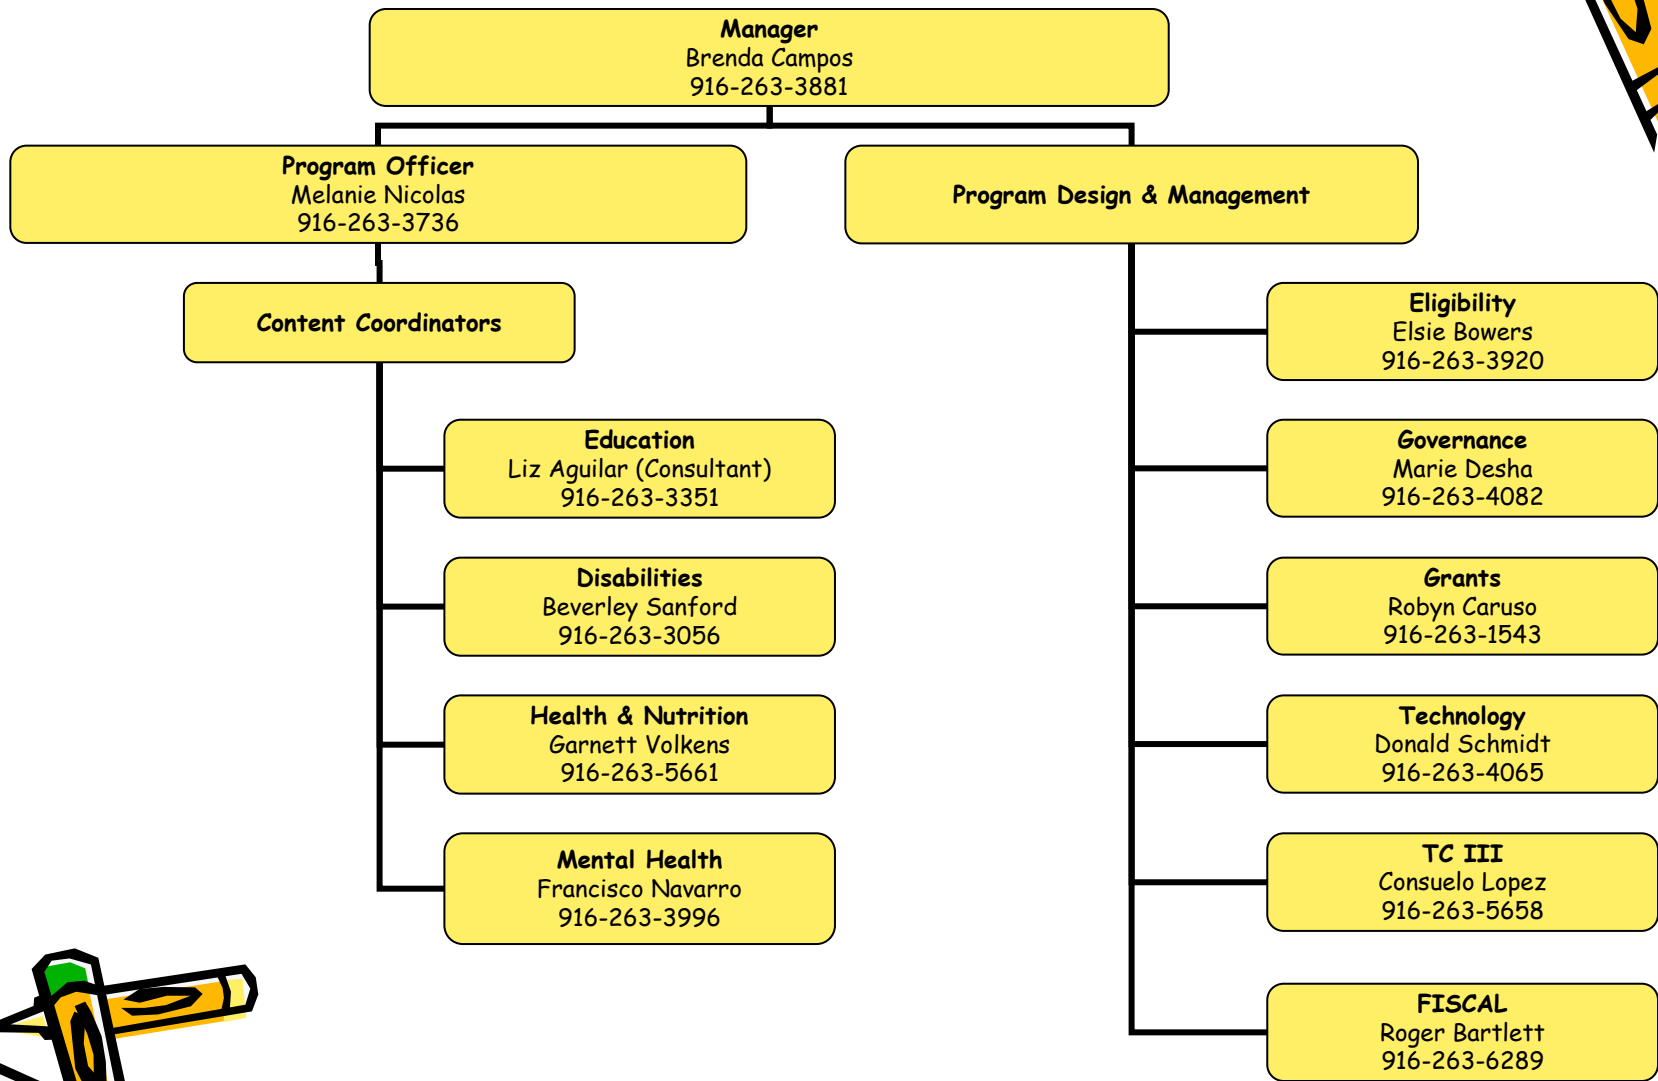 Manager
Brenda Campos
916-263-3881
Program Officer
Melanie Nicolas
916-263-3736
Program Design & Management
Content Coordinators
Education
Liz Aguilar (Consultant)
916-263-3351
Disabilities
Beverley Sanford
916-263-3056
Health & Nutrition
Garnett Volkens
916-263-5661
Mental Health
Francisco Navarro
916-263-3996
Eligibility
Elsie Bowers
916-263-3920
Governance
Marie Desha
916-263-4082
Grants
Robyn Caruso
916-263-1543
Technology
Donald Schmidt
916-263-4065
TC III
Consuelo Lopez
916-263-5658
FISCAL
Roger Bartlett
916-263-6289